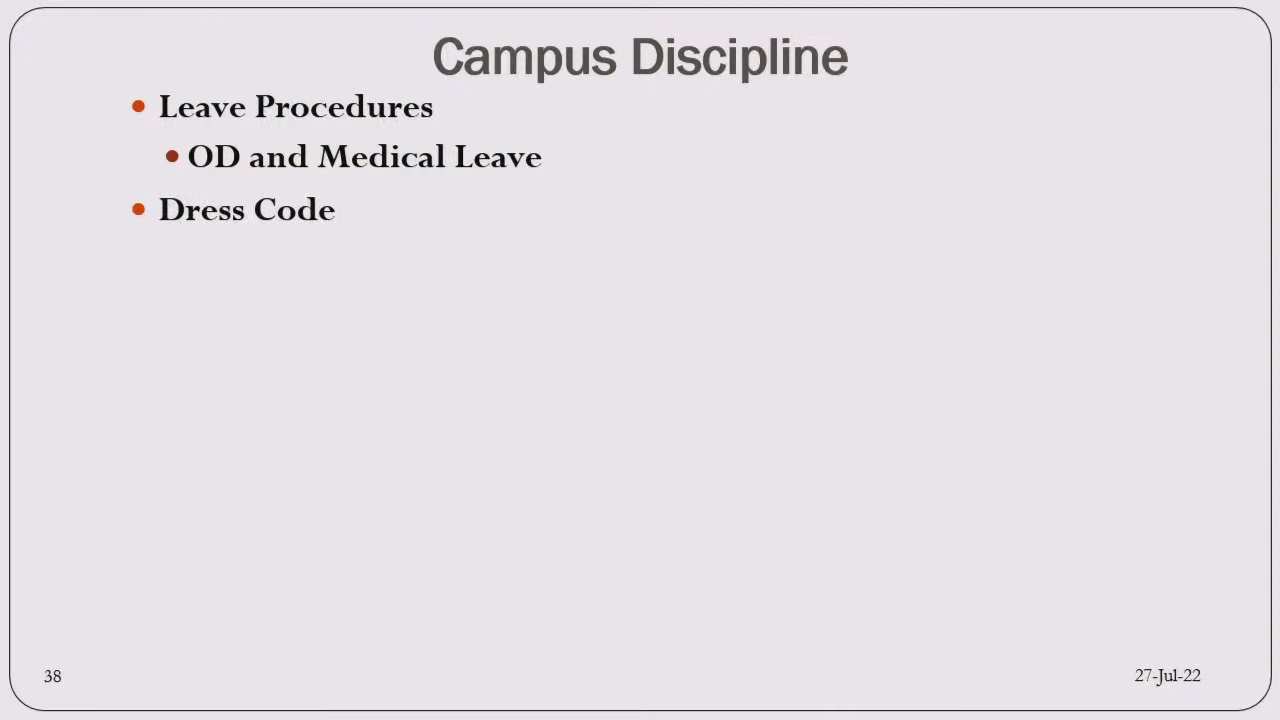 Campus Discipline
• Leave Procedures
• OD and Medical Leave
• Dress Code
38
27-Jul-22